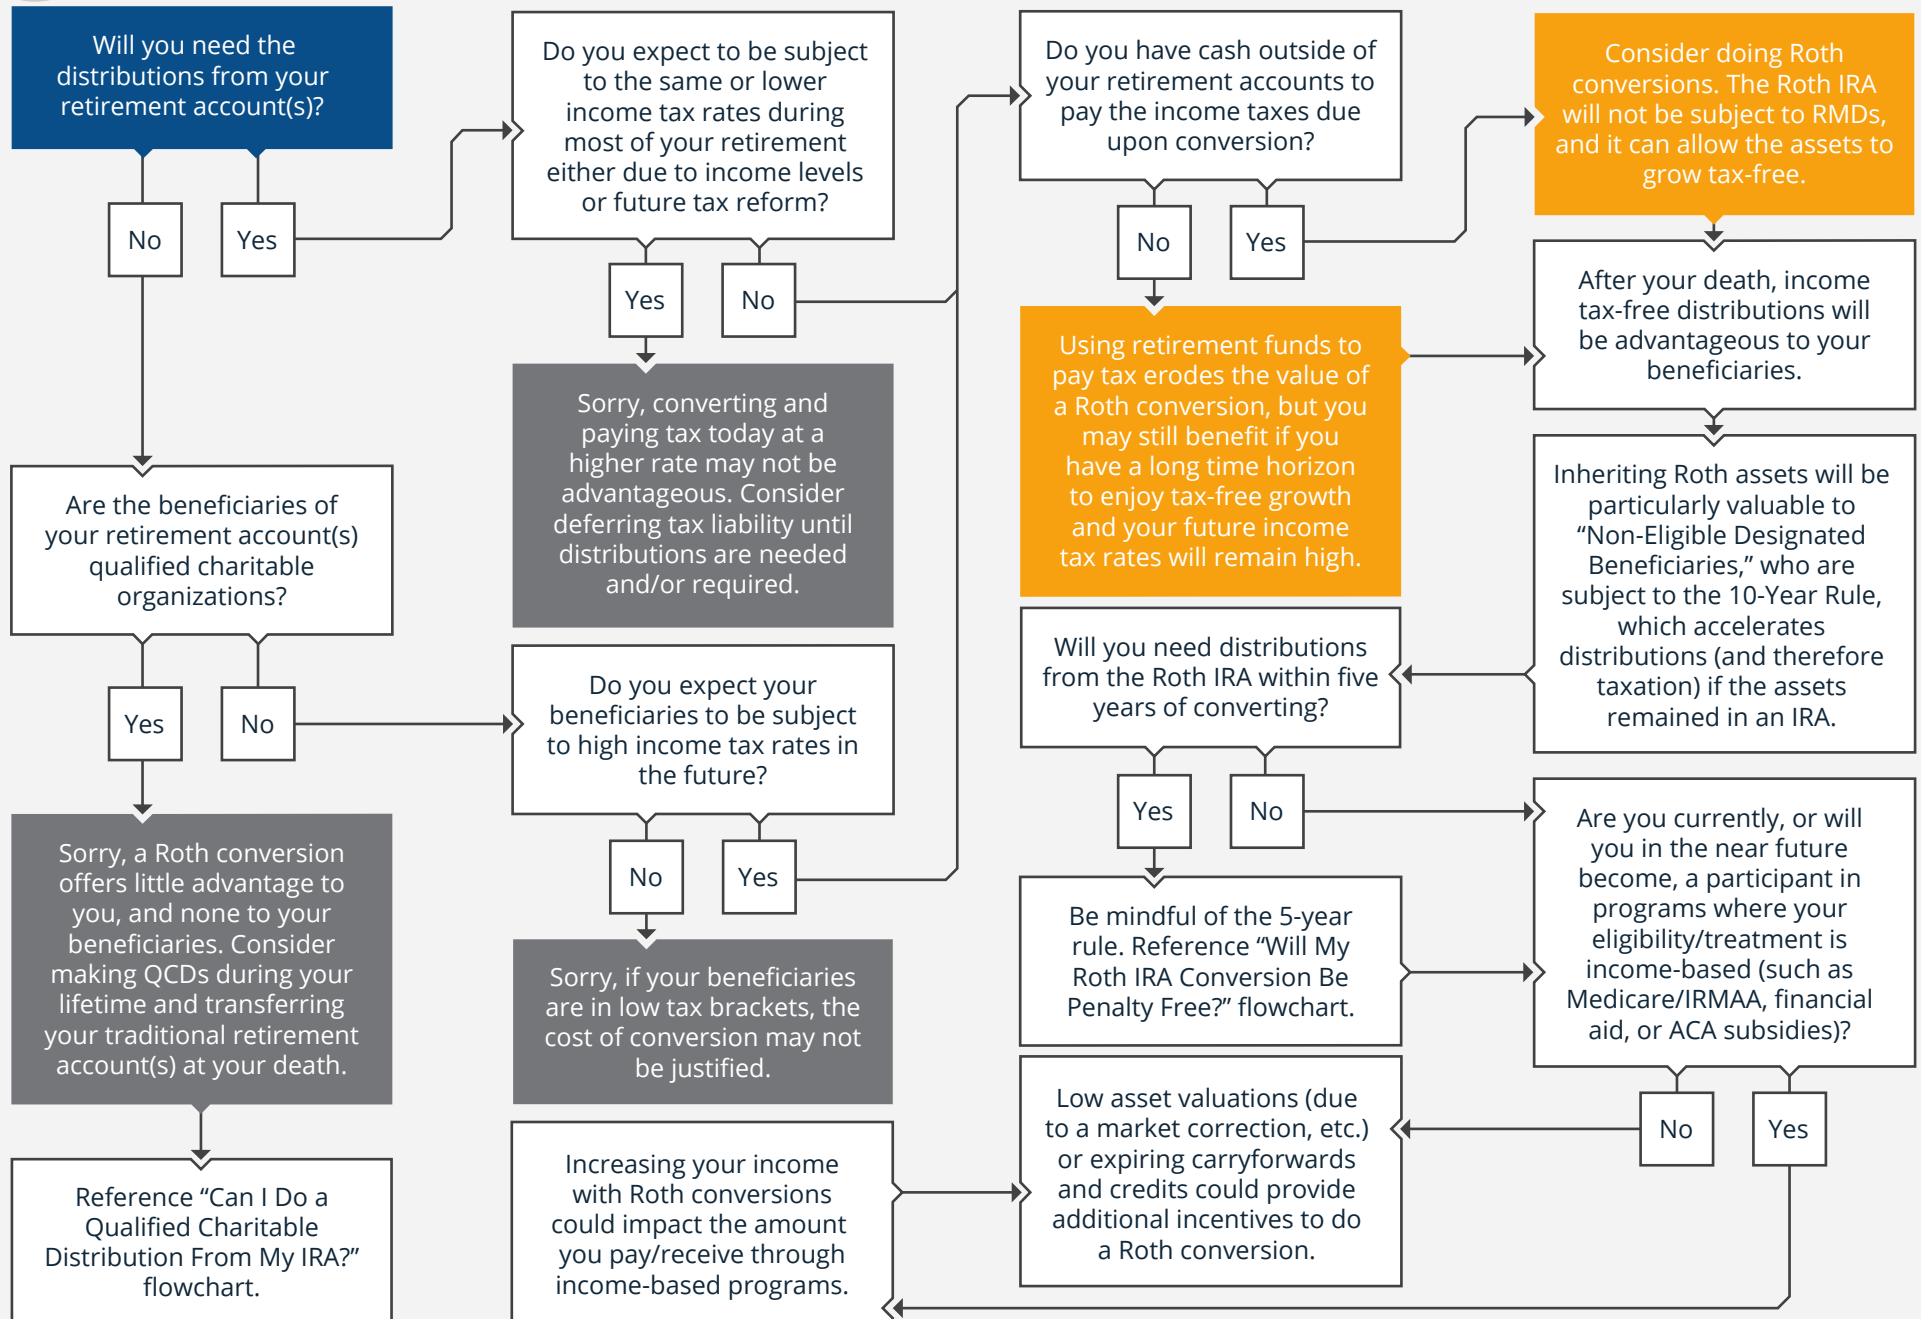 Will you need the
distributions from your
retirement account(s)?
No
Yes
Are the beneficiaries of
your retirement account(s)
qualified charitable
organizations?
Yes
No
Sorry, a Roth conversion
offers little advantage to
you, and none to your
beneficiaries. Consider
making QCDs during your
lifetime and transferring
your traditional retirement
account(s) at your death.
Reference “Can I Do a
Qualified Charitable
Distribution From My IRA?”
flowchart.
Do you expect to be subject
to the same or lower
income tax rates during
most of your retirement
either due to income levels
or future tax reform?
Yes
No
Sorry, converting and
paying tax today at a
higher rate may not be
advantageous. Consider
deferring tax liability until
distributions are needed
and/or required.
Do you expect your
beneficiaries to be subject
to high income tax rates in
the future?
No
Yes
Sorry, if your beneficiaries
are in low tax brackets, the
cost of conversion may not
be justified.
Increasing your income
with Roth conversions
could impact the amount
you pay/receive through
income-based programs.
Do you have cash outside of
your retirement accounts to
pay the income taxes due
upon conversion?
No
Yes
Using retirement funds to
pay tax erodes the value of
a Roth conversion, but you
may still benefit if you
have a long time horizon
to enjoy tax-free growth
and your future income
tax rates will remain high.
Will you need distributions
from the Roth IRA within five
years of converting?
Yes
No
Be mindful of the 5-year
rule. Reference “Will My
Roth IRA Conversion Be
Penalty Free?” flowchart.
Low asset valuations (due
to a market correction, etc.)
or expiring carryforwards
and credits could provide
additional incentives to do
a Roth conversion.
Consider doing Roth
conversions. The Roth IRA
will not be subject to RMDs,
and it can allow the assets to
grow tax-free.
After your death, income
tax-free distributions will
be advantageous to your
beneficiaries.
Inheriting Roth assets will be
particularly valuable to
“Non-Eligible Designated
Beneficiaries,” who are
subject to the 10-Year Rule,
which accelerates
distributions (and therefore
taxation) if the assets
remained in an IRA.
Are you currently, or will
you in the near future
become, a participant in
programs where your
eligibility/treatment is
income-based (such as
Medicare/IRMAA, financial
aid, or ACA subsidies)?
No
Yes